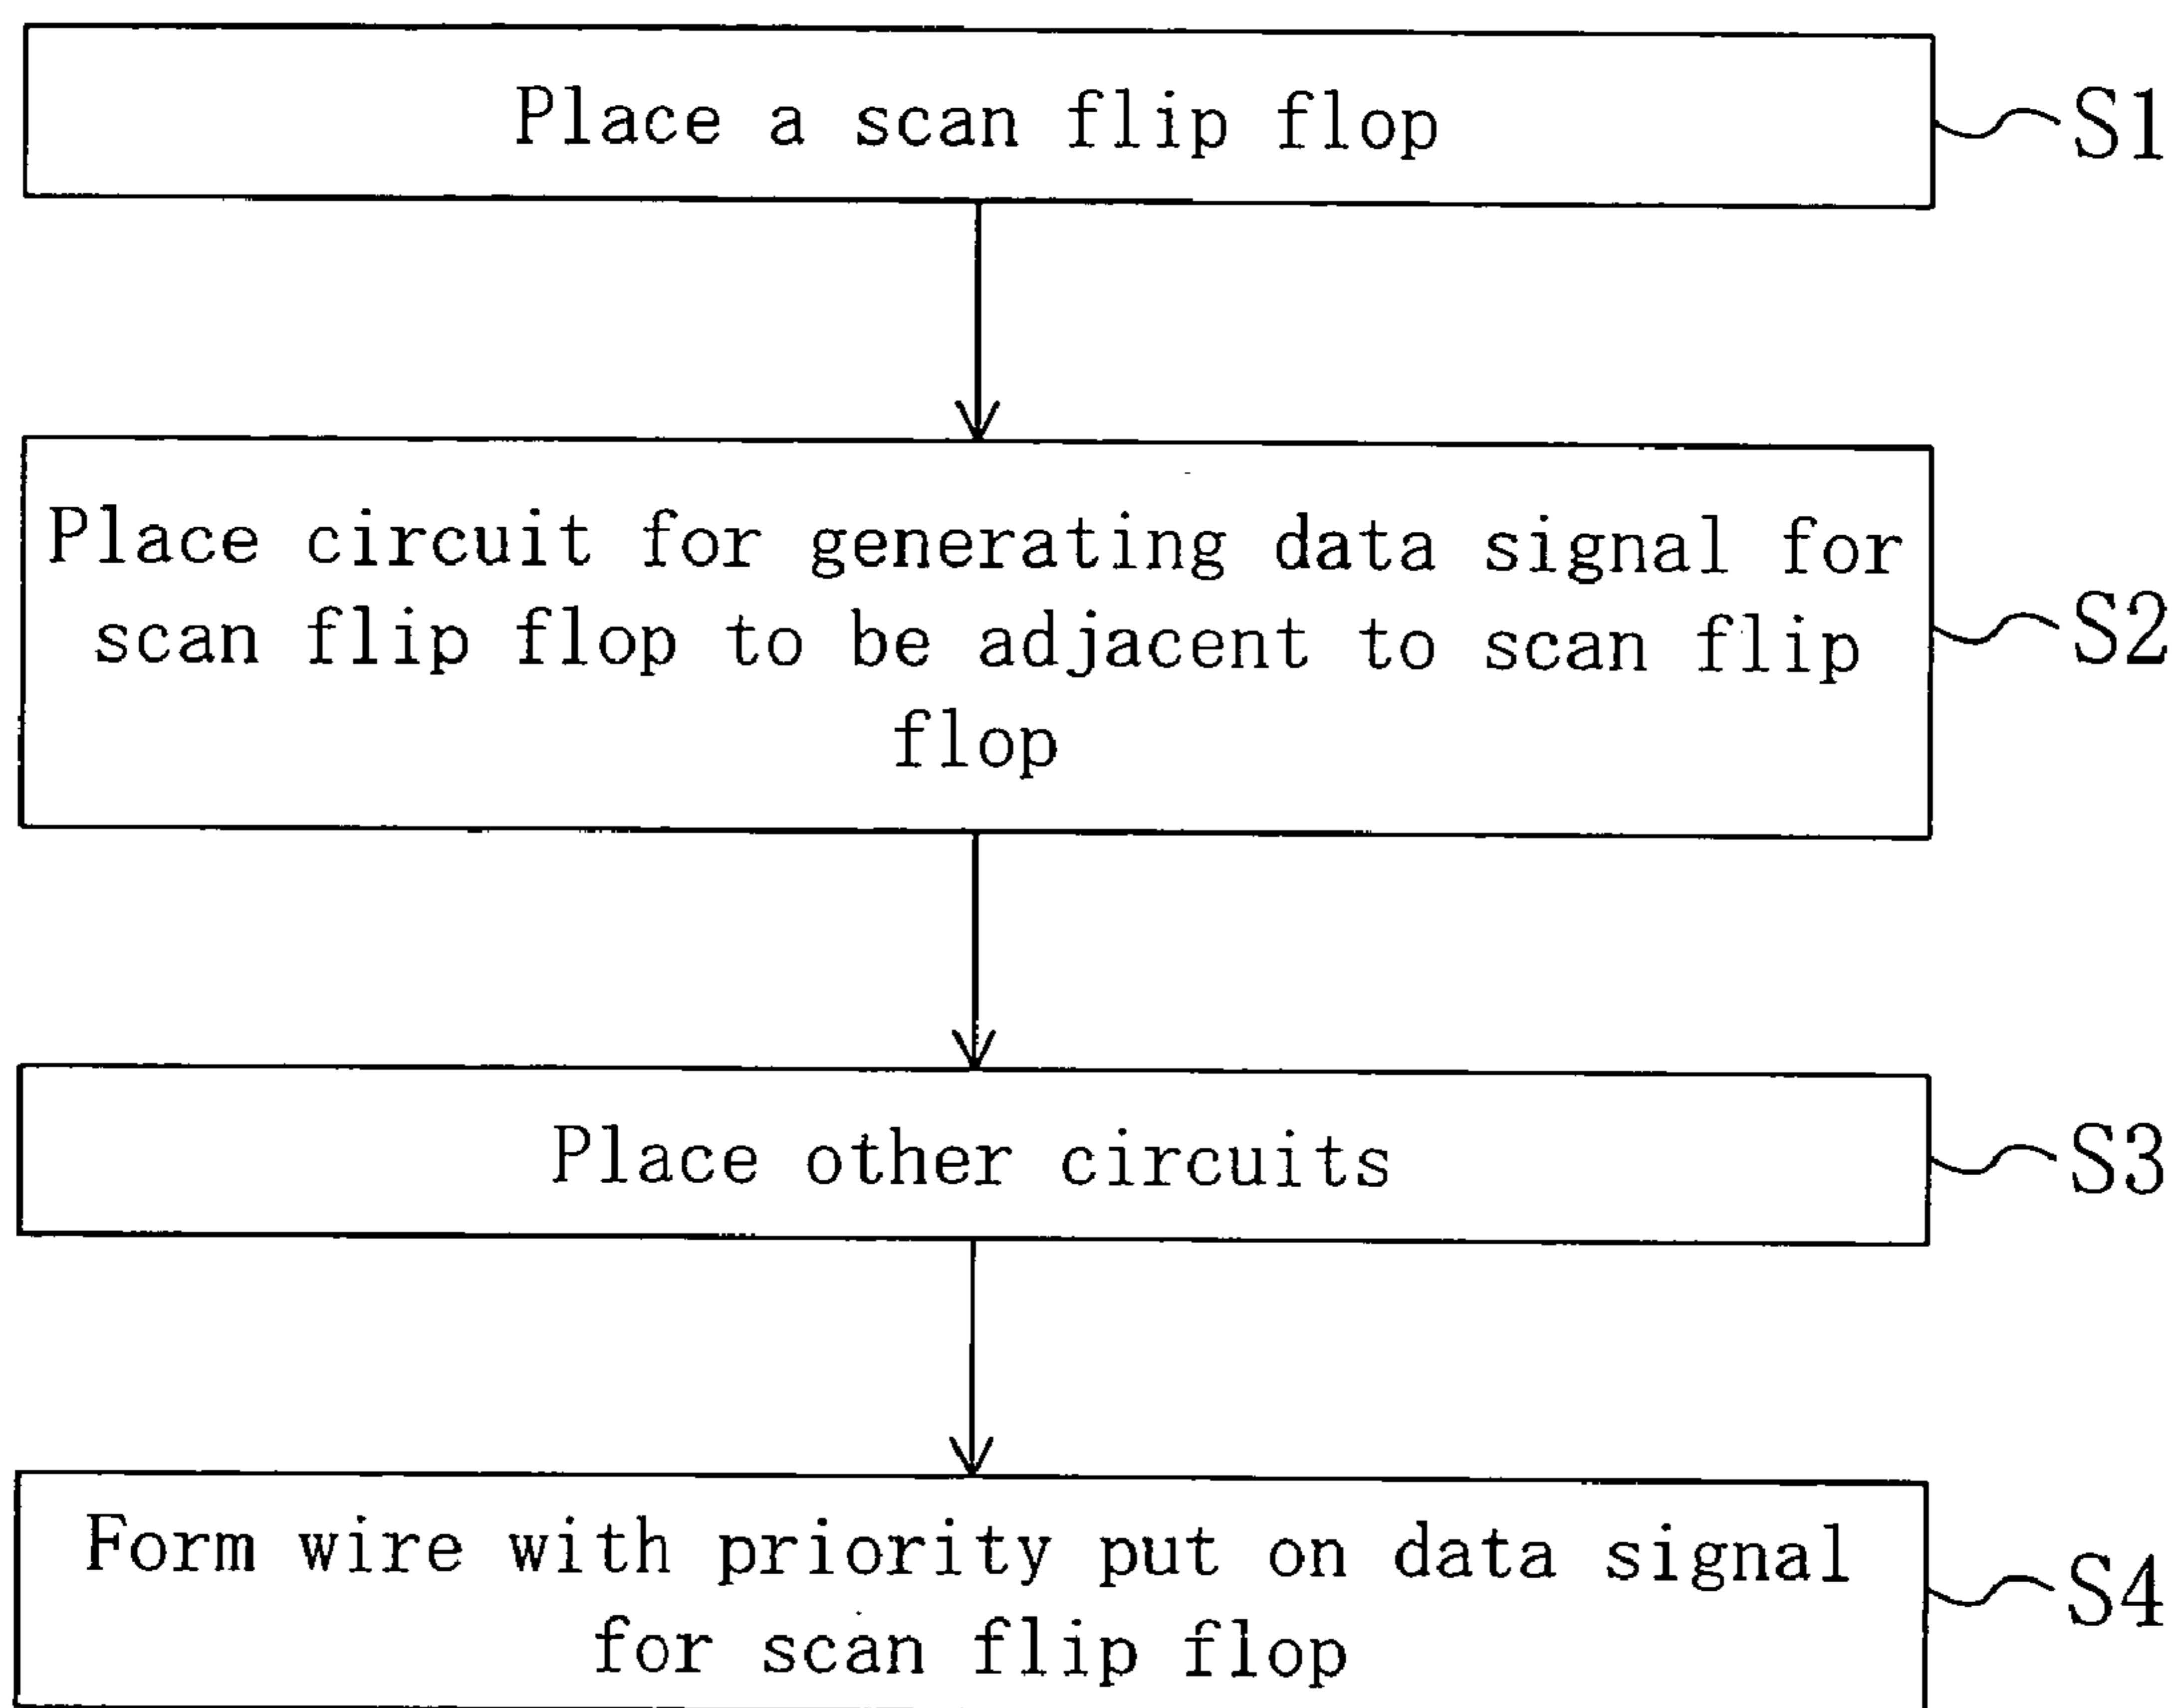 Place a scan flip flop
S1
Place circuit for generating data signal for
scan flip flop to be adjacent to scan flip
flop
S2
Place other circuits
S3
Form wire with priority put on data signal
for scan flip flop
S4